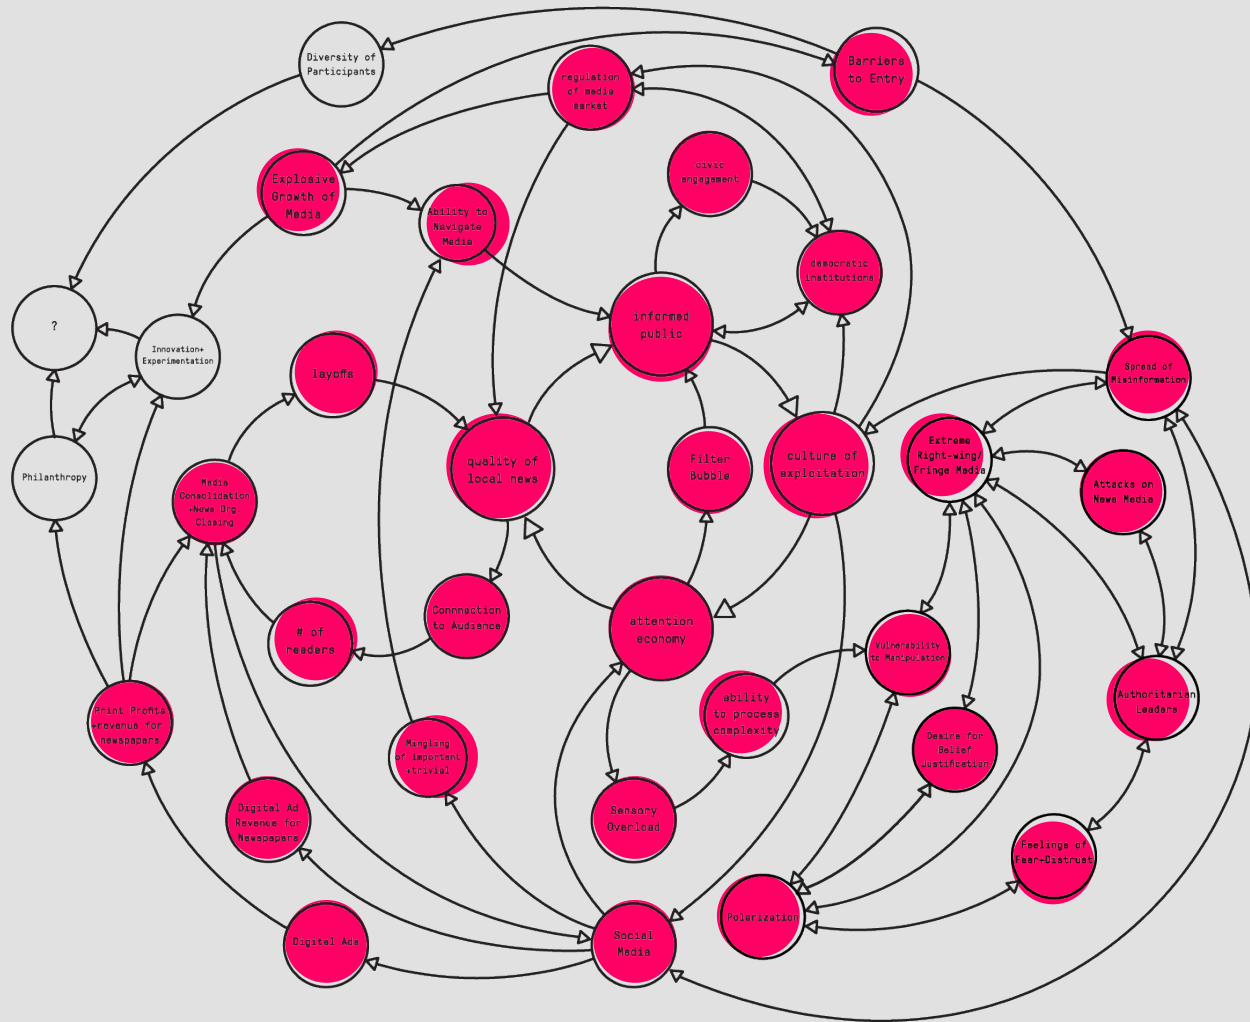 Diversity of
Participants
Barriers
to Entry
regulation
of media
market
civic
engagement
Explosive
Growth of
Media
Ability to
Navigate
Media
democratic
institutions
?
Innovation+
Experimentation
informed
public
layoffs
Spread of
Misinformation
Philanthropy
Media
Consolidation
+News Org.
Closing
quality of
local news
Filter
Bubble
culture of
exploitation
Extreme
Right-wing/
Fringe Media
Attacks on
News Media
# of
readers
Connnection
to Audience
attention
economy
Vulnerability
to Manipulation
Print Profits
+revenue for
newspapers
Mingling
of important
+trivial
ability
to process
complexity
Desire for
Belief
Justification
Authoritarian
Leaders
Digital Ad
Revenue for
Newspapers
Sensory
Overload
Feelings of
Fear+Distrust
Digital Ads
Social
Media
Polarization